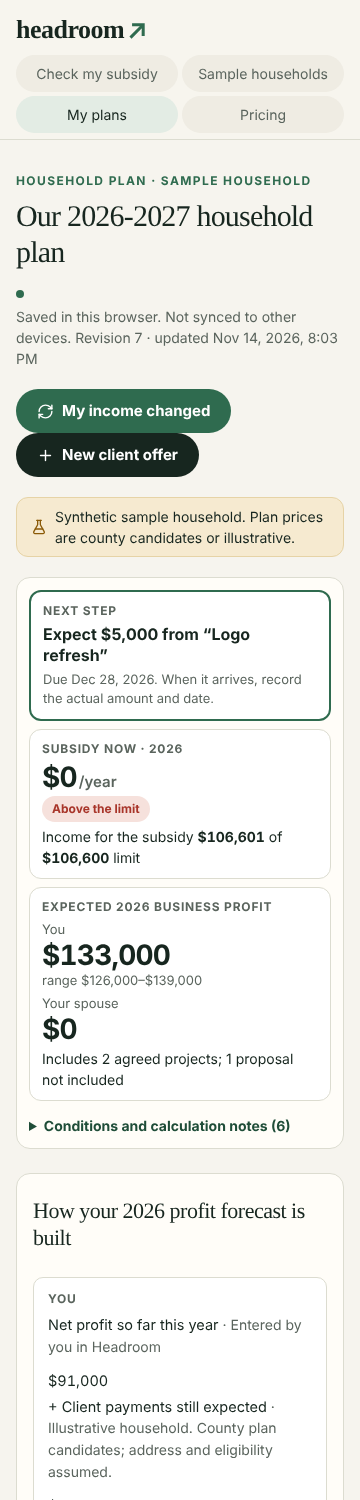 headroom
Check my subsidy
Sample households
My plans
Pricing
HOUSEHOLD PLAN · SAMPLE HOUSEHOLD
Our 2026-2027 household
plan
Saved in this browser. Not synced to other
devices. Revision 7 · updated Nov 14, 2026, 8:03
PM
My income changed
New client offer
Synthetic sample household. Plan prices
are county candidates or illustrative.
NEXT STEP
Expect $5,000 from “Logo
refresh”
Due Dec 28, 2026. When it arrives, record
the actual amount and date.
SUBSIDY NOW · 2026
$0/year
Above the limit
Income for the subsidy $106,601 of
$106,600 limit
EXPECTED 2026 BUSINESS PROFIT
You
$133,000
range $126,000–$139,000
Your spouse
$0
Includes 2 agreed projects; 1 proposal
not included
Conditions and calculation notes (6)
How your 2026 profit forecast is
built
YOU
Net profit so far this year · Entered by
you in Headroom
$91,000
+ Client payments still expected ·
Illustrative household. County plan
candidates; address and eligibility
assumed.